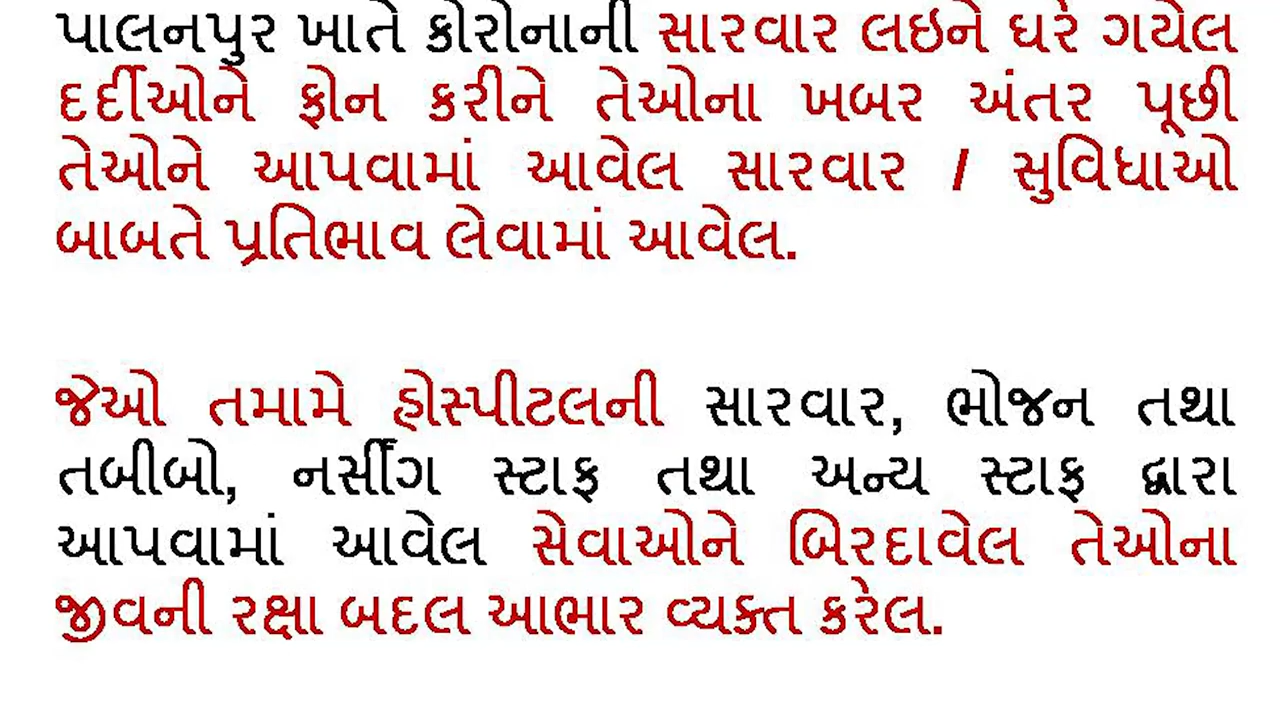 પાલનપુર ખાતે કોરોનાની સારવાર લઇને ઘરે ગયેલ
દર્દીઓને ફોન કરીને તેઓના ખબર અંતર પૂછી
તેઓને આપવામાં આવેલ સારવાર / સુવિધાઓ
બાબતે પ્રતિભાવ લેવામાં આવેલ.
જેઓ તમામે હોસ્પીટલની સારવાર, ભોજન તથા
તબીબો, નર્સીંગ સ્ટાફ તથા અન્ય સ્ટાફ દ્વારા
આપવામાં આવેલ સેવાઓને બિરદાવેલ તેઓના
જીવની રક્ષા બદલ આભાર વ્યક્ત કરેલ.